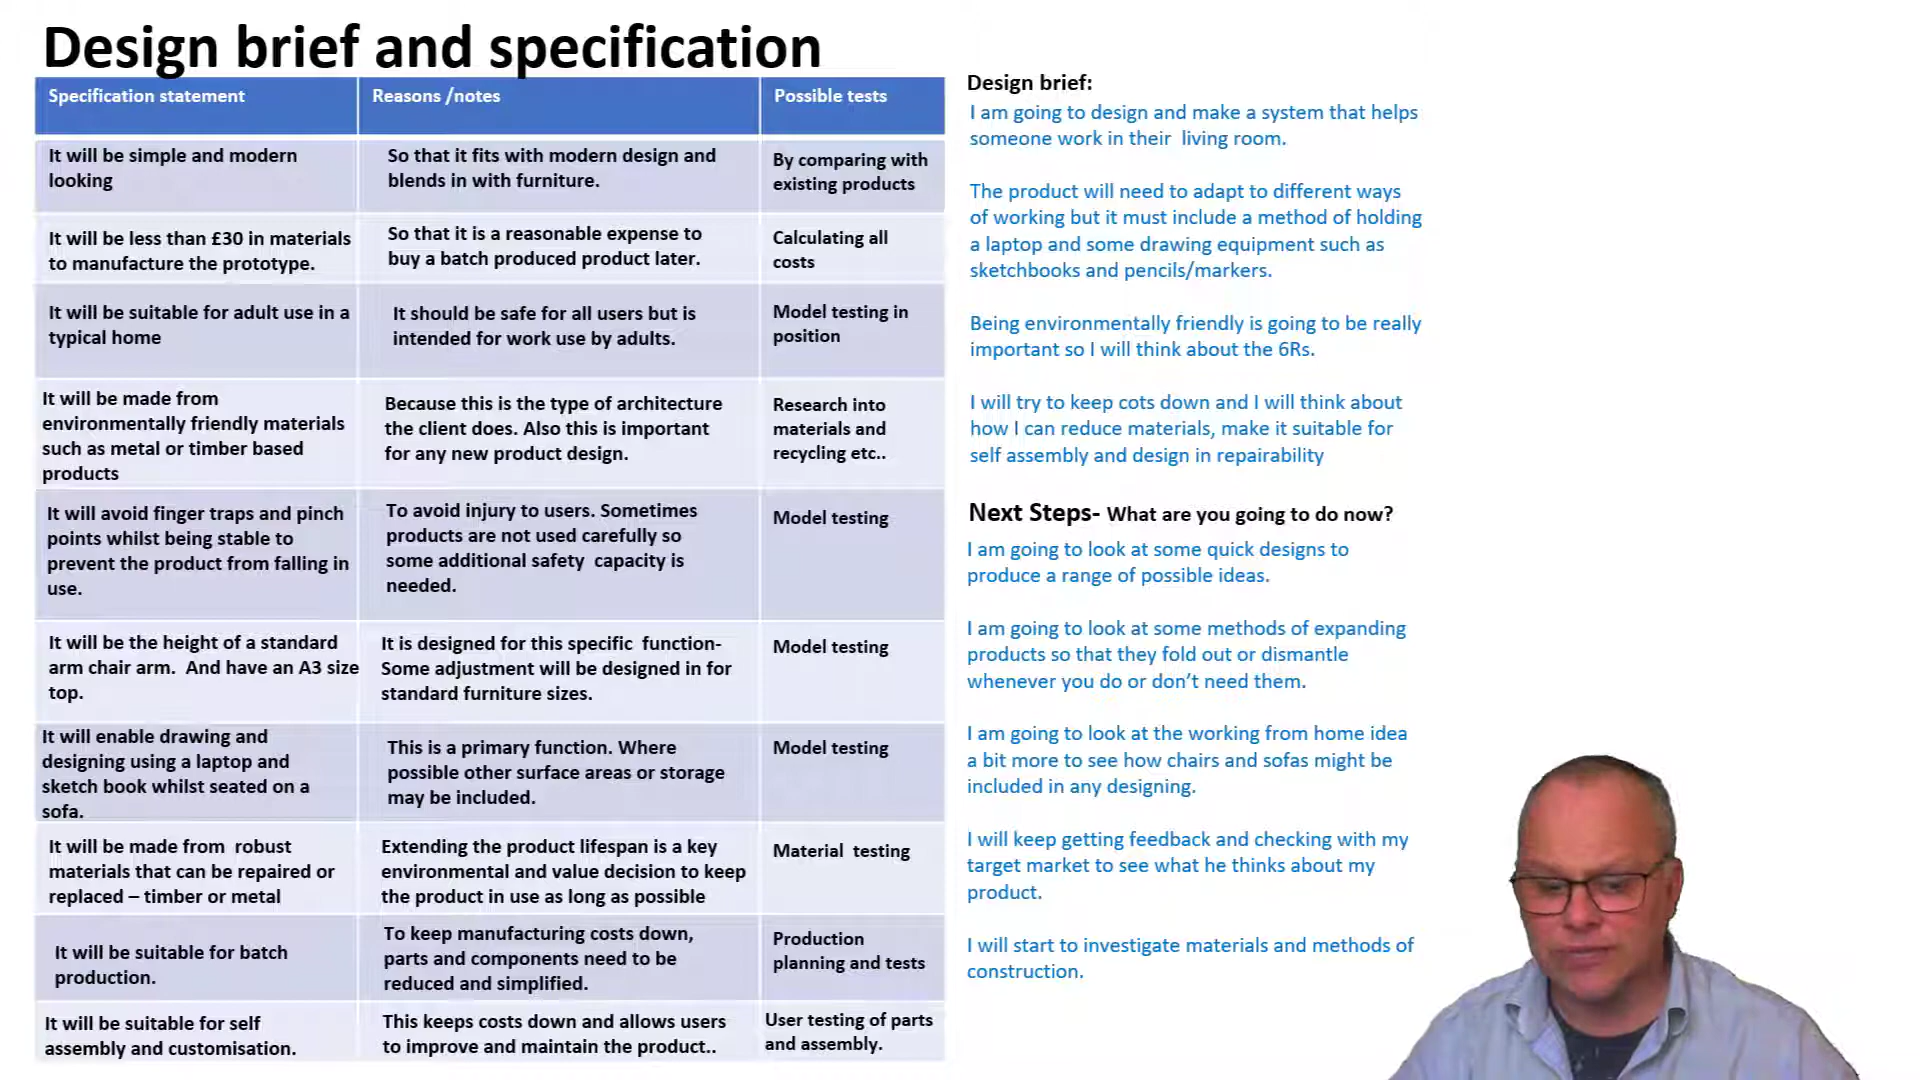 Design brief and specification
Specification statement
Reasons /notes
Possible tests
It will be simple and modern
looking
So that it fits with modern design and
blends in with furniture.
By comparing with
existing products
It will be less than £30 in materials
to manufacture the prototype.
So that it is a reasonable expense to
buy a batch produced product later.
Calculating all
costs
It will be suitable for adult use in a
typical home
It should be safe for all users but is
intended for work use by adults.
Model testing in
position
It will be made from
environmentally friendly materials
such as metal or timber based
products
Because this is the type of architecture
the client does. Also this is important
for any new product design.
Research into
materials and
recycling etc..
It will avoid finger traps and pinch
points whilst being stable to
prevent the product from falling in
use.
To avoid injury to users. Sometimes
products are not used carefully so
some additional safety  capacity is
needed.
Model testing
It will be the height of a standard
arm chair arm.  And have an A3 size
top.
It is designed for this specific  function-
Some adjustment will be designed in for
standard furniture sizes.
Model testing
It will enable drawing and
designing using a laptop and
sketch book whilst seated on a
sofa.
This is a primary function. Where
possible other surface areas or storage
may be included.
Model testing
It will be made from  robust
materials that can be repaired or
replaced – timber or metal
Extending the product lifespan is a key
environmental and value decision to keep
the product in use as long as possible
Material  testing
It will be suitable for batch
production.
To keep manufacturing costs down,
parts and components need to be
reduced and simplified.
Production
planning and tests
It will be suitable for self
assembly and customisation.
This keeps costs down and allows users
to improve and maintain the product..
User testing of parts
and assembly.
Design brief:
I am going to design and make a system that helps
someone work in their  living room.
The product will need to adapt to different ways
of working but it must include a method of holding
a laptop and some drawing equipment such as
sketchbooks and pencils/markers.
Being environmentally friendly is going to be really
important so I will think about the 6Rs.
I will try to keep cots down and I will think about
how I can reduce materials, make it suitable for
self assembly and design in repairability
Next Steps- What are you going to do now?
I am going to look at some quick designs to
produce a range of possible ideas.
I am going to look at some methods of expanding
products so that they fold out or dismantle
whenever you do or don't need them.
I am going to look at the working from home idea
a bit more to see how chairs and sofas might be
included in any designing.
I will keep getting feedback and checking with my
target market to see what he thinks about my
product.
I will start to investigate materials and methods of
construction.